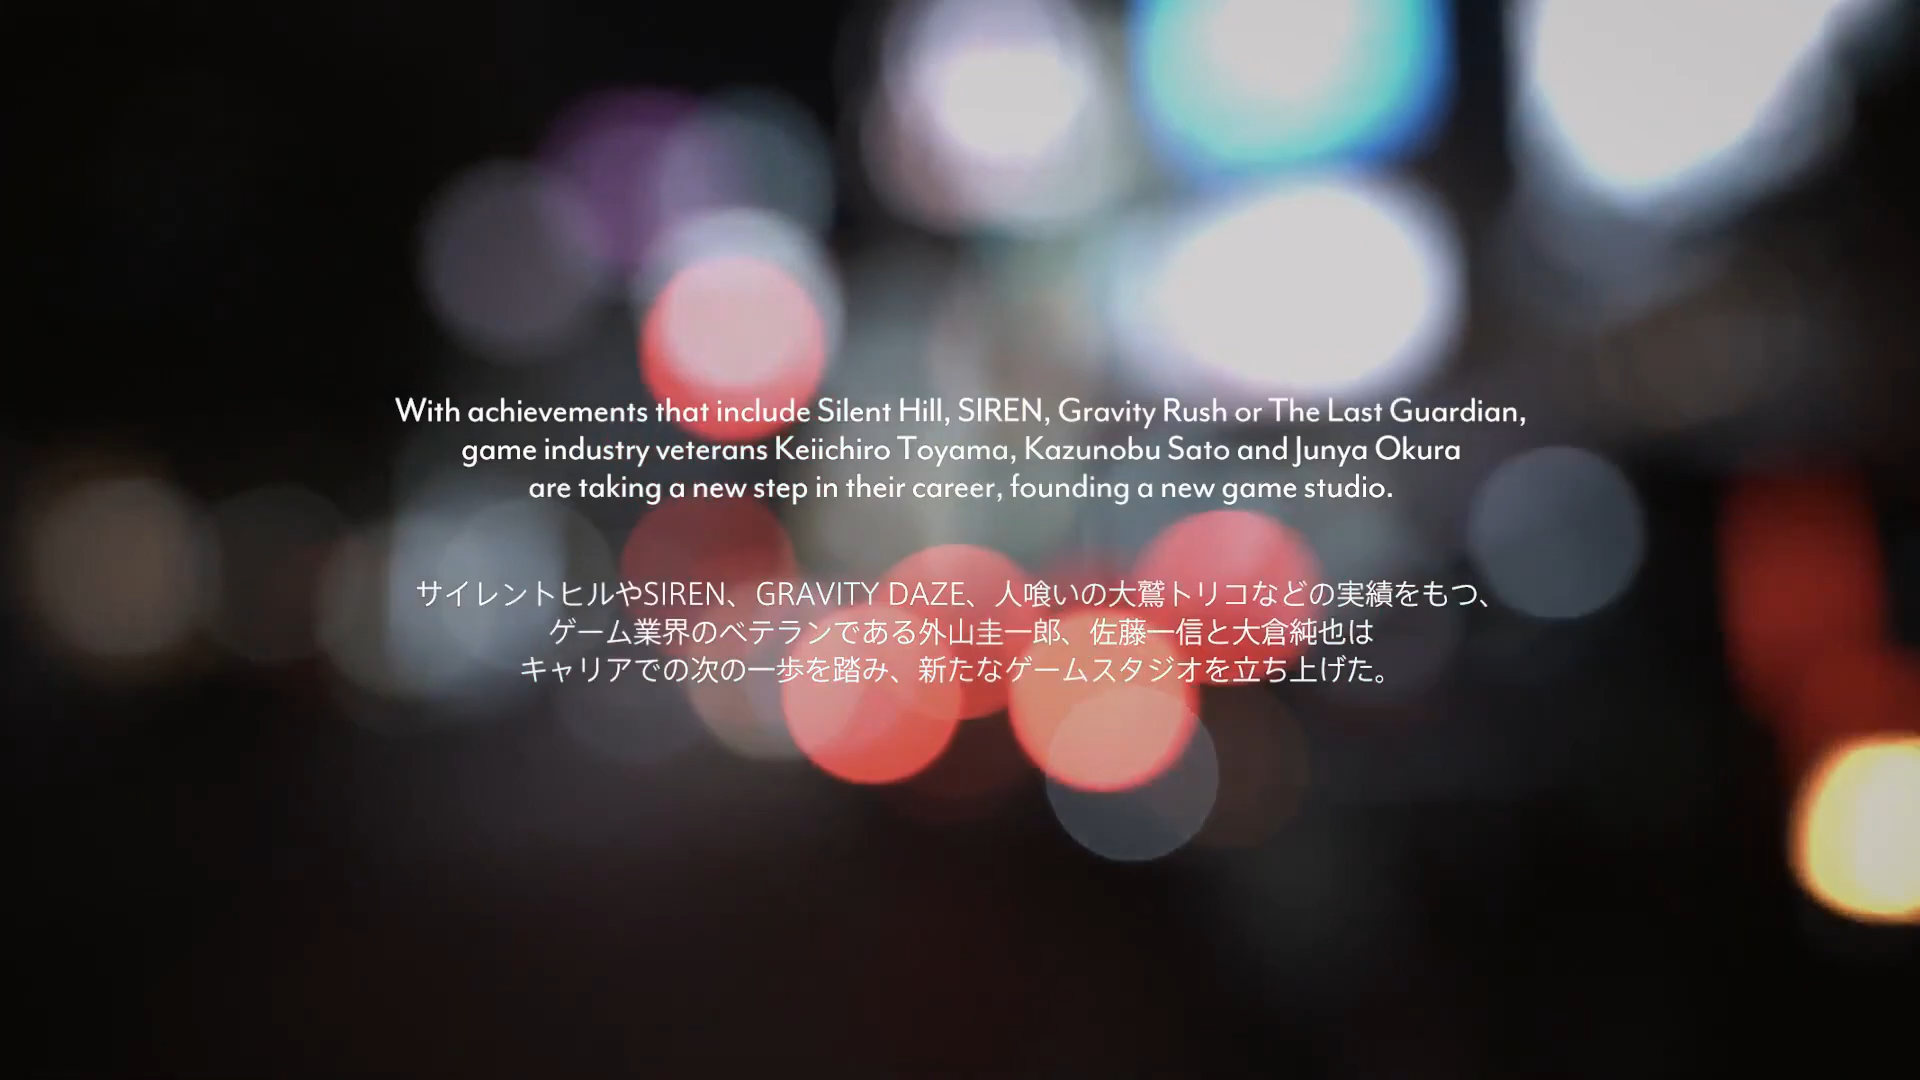 With achievements that include Silent Hill, SIREN, Gravity Rush or The Last Guardian,
game industry veterans Keiichiro Toyama, Kazunobu Sato and Junya Okura
are taking a new step in their career, founding a new game studio.
サイレントヒルやSIREN、GRAVITY DAZE、人喰いの大鷲トリコなどの実績をもつ、
ゲーム業界のベテランである外山圭一郎、佐藤一信と大倉純也は
キャリアでの次の一歩を踏み、新たなゲームスタジオを立ち上げた。